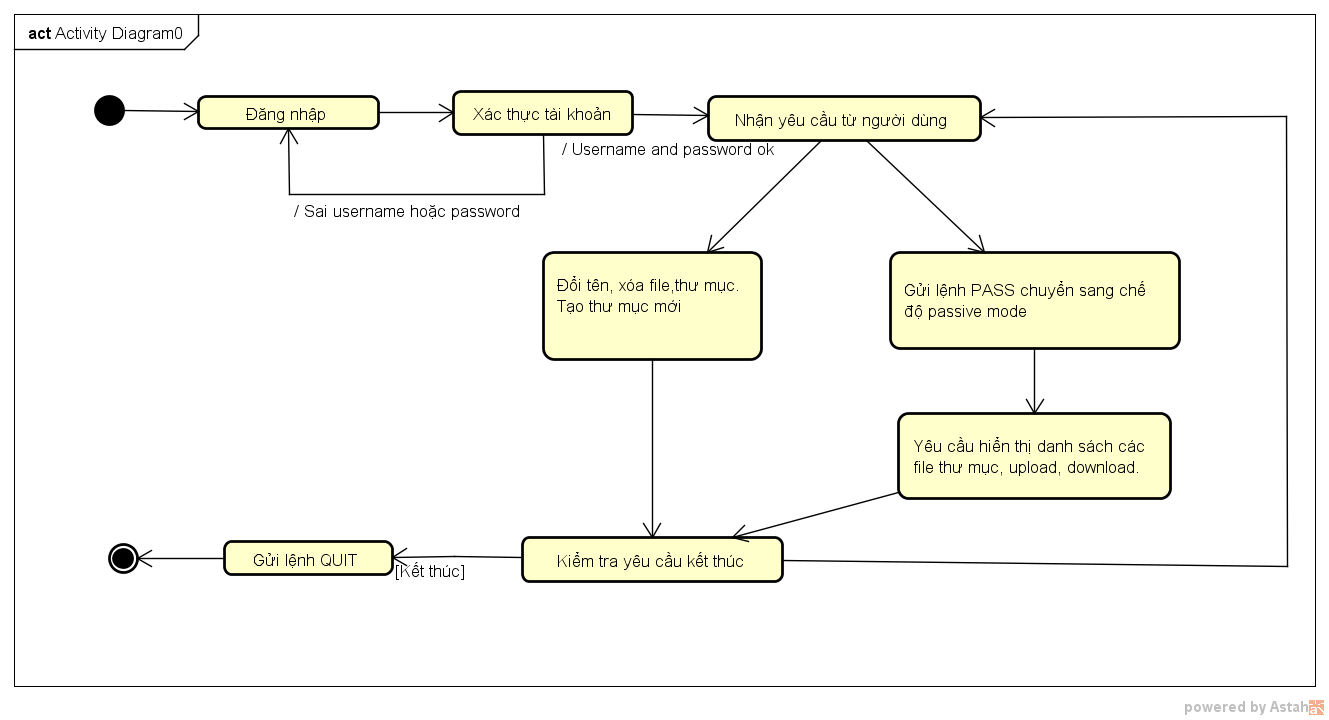 act Activity Diagram0
Đăng nhập
Xác thực tài khoản
Nhận yêu cầu từ người dùng
/ Username and password ok
/ Sai username hoặc password
Đổi tên, xóa file,thư mục.
Tạo thư mục mới
Gửi lệnh PASS chuyển sang chế
độ passive mode
Yêu cầu hiển thị danh sách các
file thư mục, upload, download.
Gửi lệnh QUIT
[Kết thúc]
Kiểm tra yêu cầu kết thúc
powered by Astah